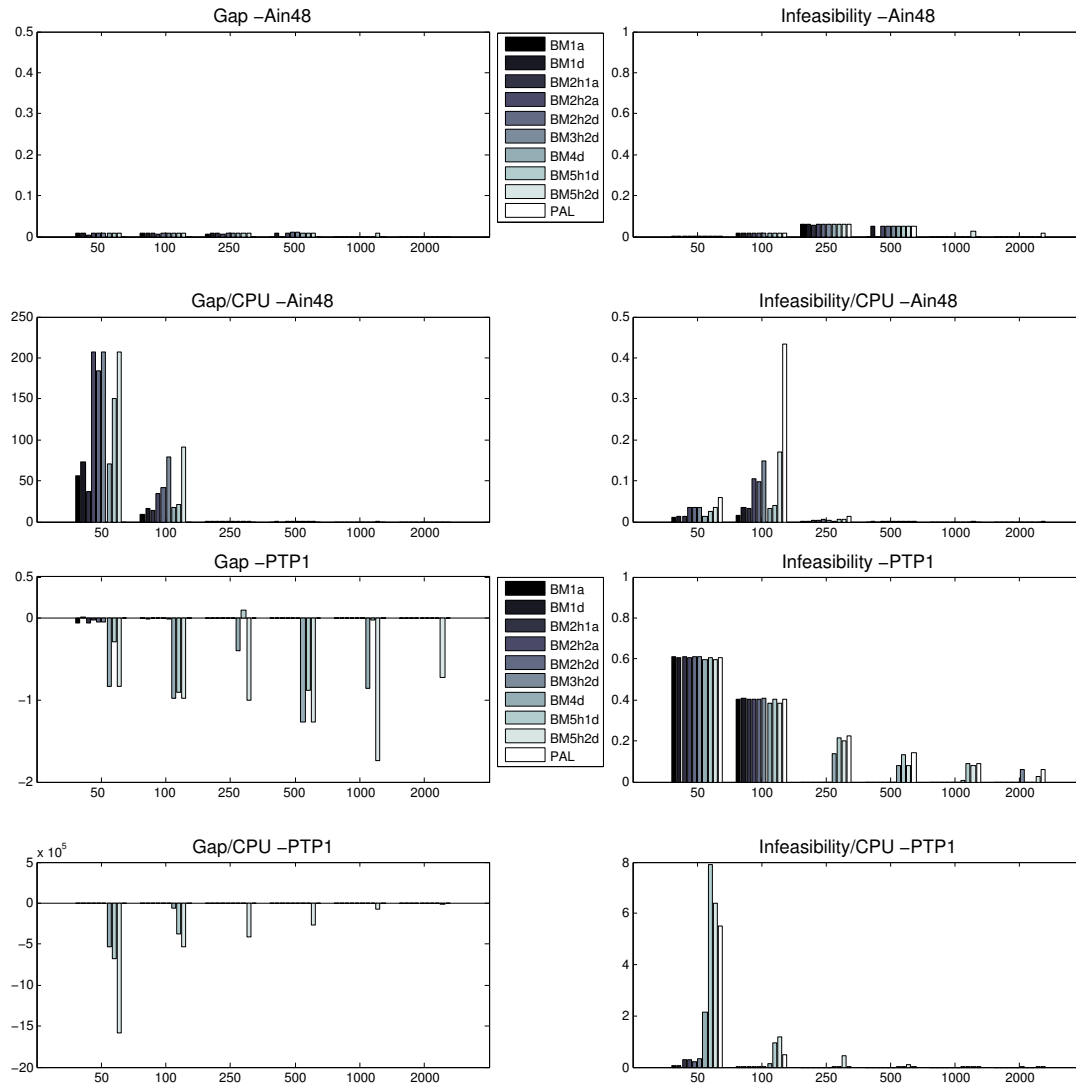 Gap −Ain48
0.5
0.4
0.3
0.2
0.1
0
50 100 250 500 1000 2000
BM1a
BM1d
BM2h1a
BM2h2a
BM2h2d
BM3h2d
BM4d
BM5h1d
BM5h2d
PAL
Infeasibility −Ain48
1
0.8
0.6
0.4
0.2
0
50 100 250 500 1000 2000
Gap/CPU −Ain48
250
200
150
100
50
0
50 100 250 500 1000 2000
Infeasibility/CPU −Ain48
0.5
0.4
0.3
0.2
0.1
0
50 100 250 500 1000 2000
Gap −PTP1
0.5
0
−1
−2
50 100 250 500 1000 2000
BM1a
BM1d
BM2h1a
BM2h2a
BM2h2d
BM3h2d
BM4d
BM5h1d
BM5h2d
PAL
Infeasibility −PTP1
1
0.8
0.6
0.4
0.2
0
50 100 250 500 1000 2000
Gap/CPU −PTP1
x 10^5
5
0
−5
−10
−15
−20
50 100 250 500 1000 2000
Infeasibility/CPU −PTP1
8
6
4
2
0
50 100 250 500 1000 2000